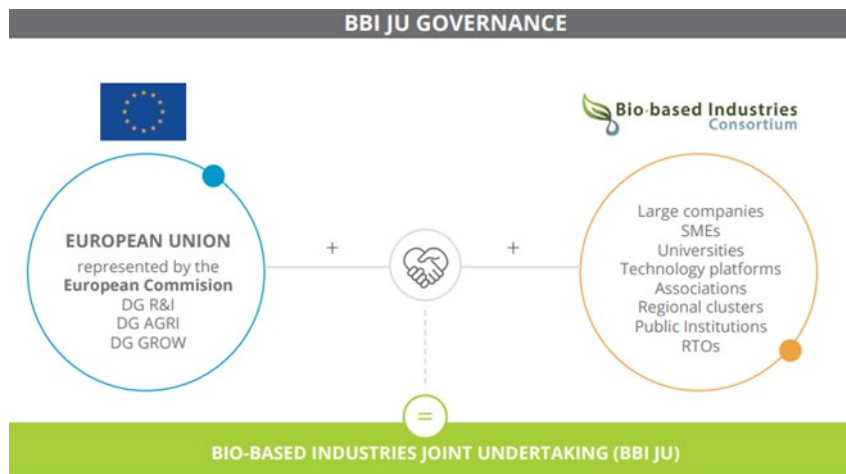 BBI JU GOVERNANCE
Bio-based Industries
Consortium
EUROPEAN UNION
represented by the
European Commision
DG R&I
DG AGRI
DG GROW
+
+
Large companies
SMEs
Universities
Technology platforms
Associations
Regional clusters
Public Institutions
RTOs
=
BIO-BASED INDUSTRIES JOINT UNDERTAKING (BBI JU)